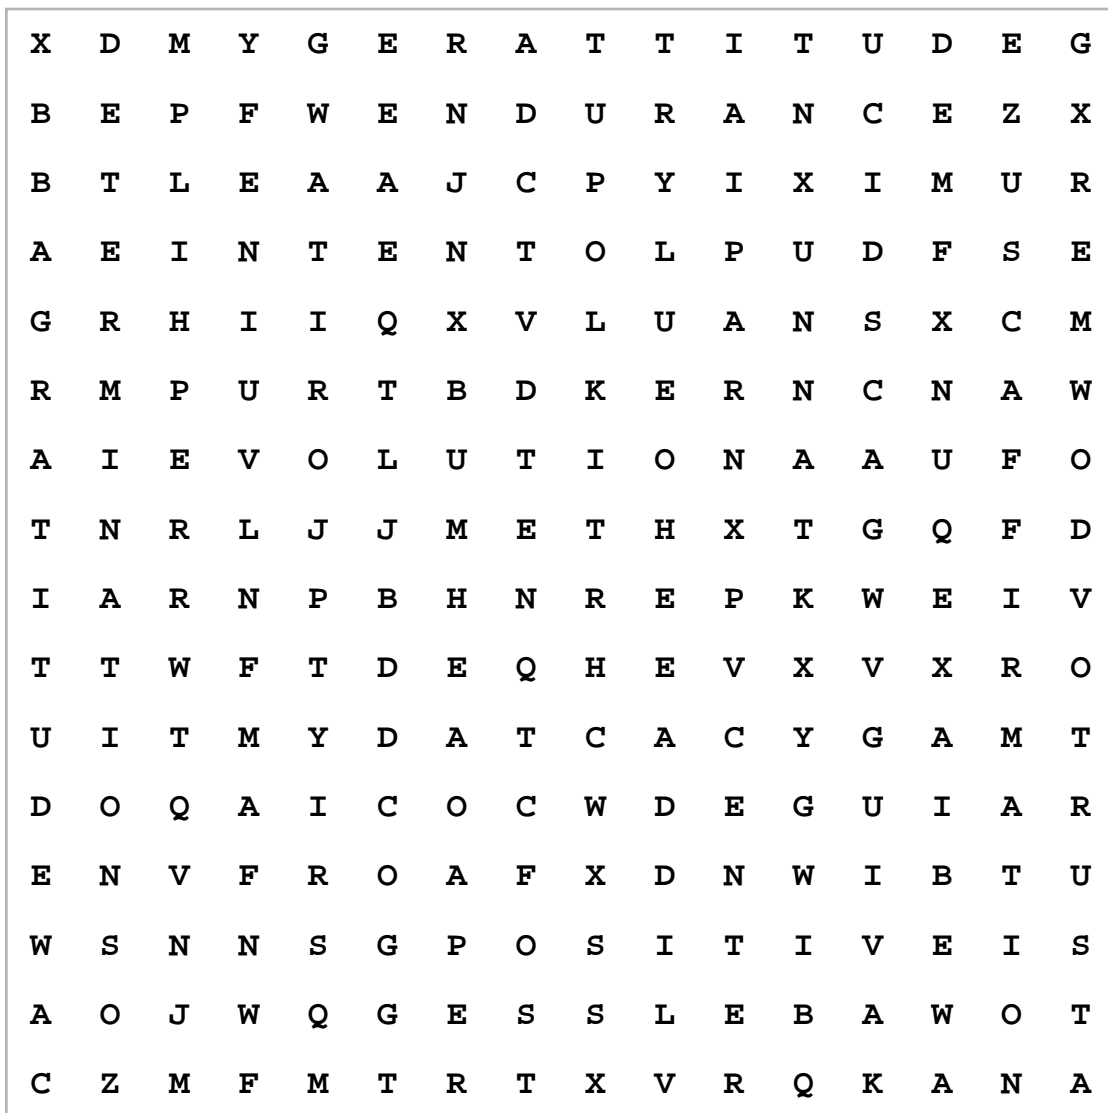 X D M Y G E R A T T I T U D E G
B E P F W E N D U R A N C E Z X
B T L E A A J C P Y I X I M U R
A E I N T E N T O L P U D F S E
G R H I I Q X V L U A N S X C M
R M P U R T B D K E R N C N A W
A I E V O L U T I O N A A U F O
T N R L J J M E T H X T G Q F D
I A R N P B H N R E P K W E I V
T T W F T D E Q H E V X V X R O
U I T M Y D A T C A C Y G A M T
D O Q A I C O C W D E G U I A R
E N V F R O A F X D N W I B T U
W S N N S G P O S I T I V E I S
A O J W Q G E S S L E B A W O T
C Z M F M T R T X V R Q K A N A